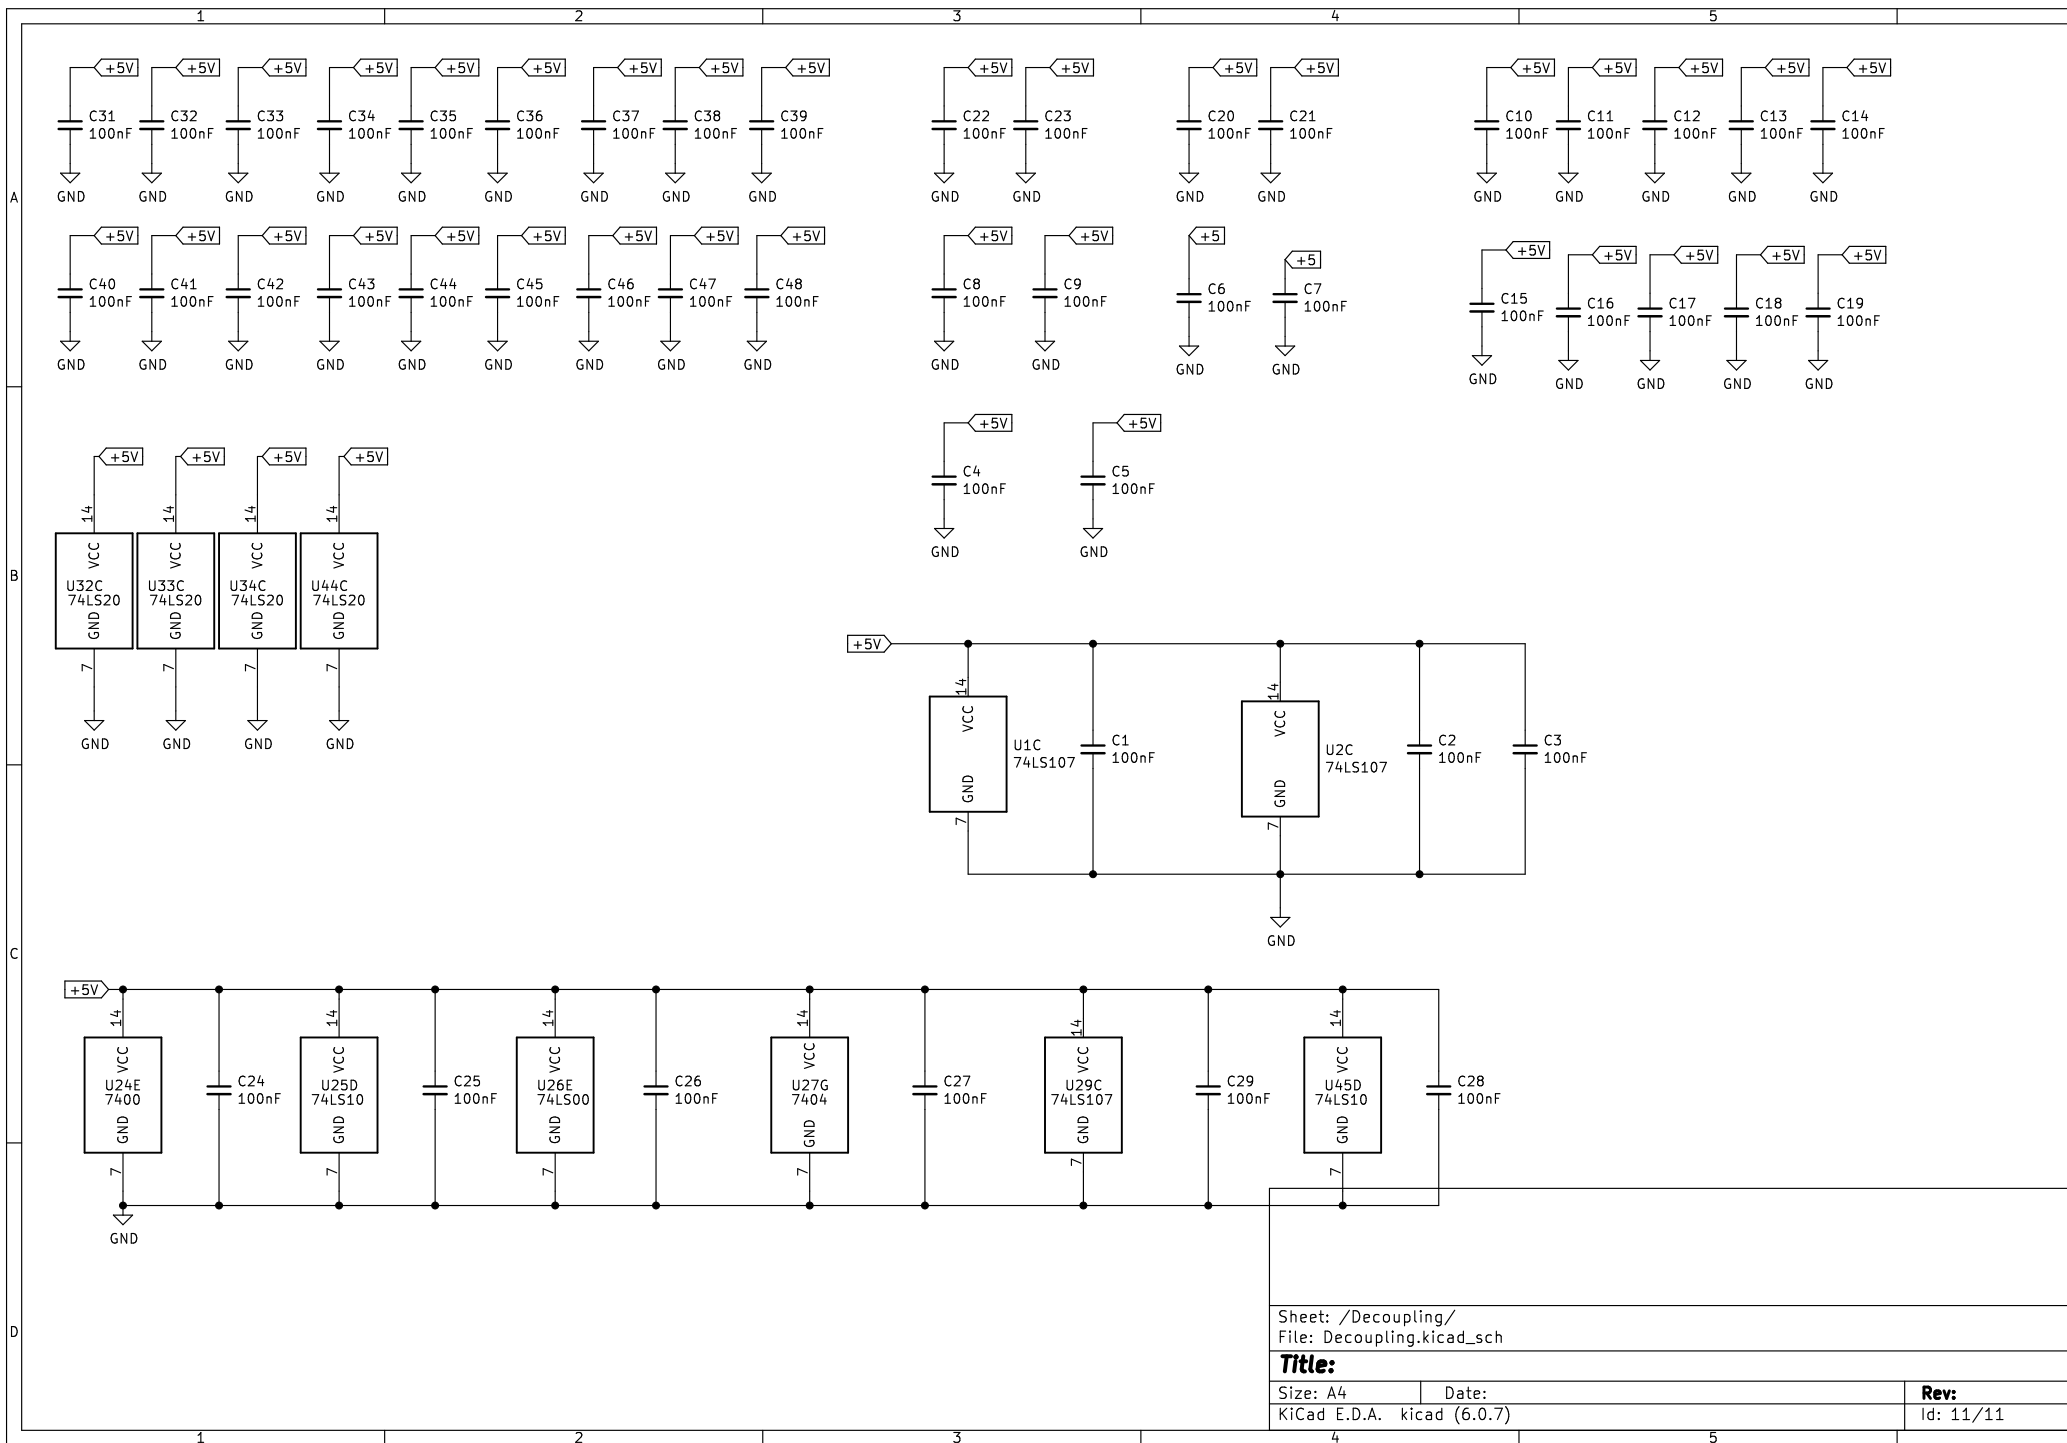 1 2 3 4 5
+5V +5V +5V +5V +5V +5V +5V +5V +5V +5V +5V +5V +5V +5V +5V +5V +5V +5V
C31 C32 C33 C34 C35 C36 C37 C38 C39 C22 C23 C20 C21 C10 C11 C12 C13 C14
100nF 100nF 100nF 100nF 100nF 100nF 100nF 100nF 100nF 100nF 100nF 100nF 100nF 100nF 100nF 100nF 100nF 100nF
GND GND GND GND GND GND GND GND GND GND GND GND GND GND GND GND GND GND
A
+5V +5V +5V +5V +5V +5V +5V +5V +5V +5V +5V +5 +5 +5V +5V +5V +5V +5V
C40 C41 C42 C43 C44 C45 C46 C47 C48 C8 C9 C6 C7 C15 C16 C17 C18 C19
100nF 100nF 100nF 100nF 100nF 100nF 100nF 100nF 100nF 100nF 100nF 100nF 100nF 100nF 100nF 100nF 100nF 100nF
GND GND GND GND GND GND GND GND GND GND GND GND GND GND GND GND GND GND
+5V +5V
C4 C5
100nF 100nF
GND GND
+5V +5V +5V +5V
14 14 14 14
VCC VCC VCC VCC
B
U32C U33C U34C U44C
74LS20 74LS20 74LS20 74LS20
GND GND GND GND
7 7 7 7
GND GND GND GND
+5V
14 14
VCC VCC
U1C C1 U2C C2 C3
74LS107 100nF 74LS107 100nF 100nF
GND GND
7 7
GND
C
+5V
14 14 14 14 14 14
VCC VCC VCC VCC VCC VCC
U24E C24 U25D C25 U26E C26 U27G C27 U29C C29 U45D C28
7400 100nF 74LS10 100nF 74LS00 100nF 7404 100nF 74LS107 100nF 74LS10 100nF
GND GND GND GND GND GND
7 7 7 7 7 7
GND
D
Sheet: /Decoupling/
File: Decoupling.kicad_sch
Title:
Size: A4 Date: Rev:
KiCad E.D.A. kicad (6.0.7) Id: 11/11
1 2 3 4 5